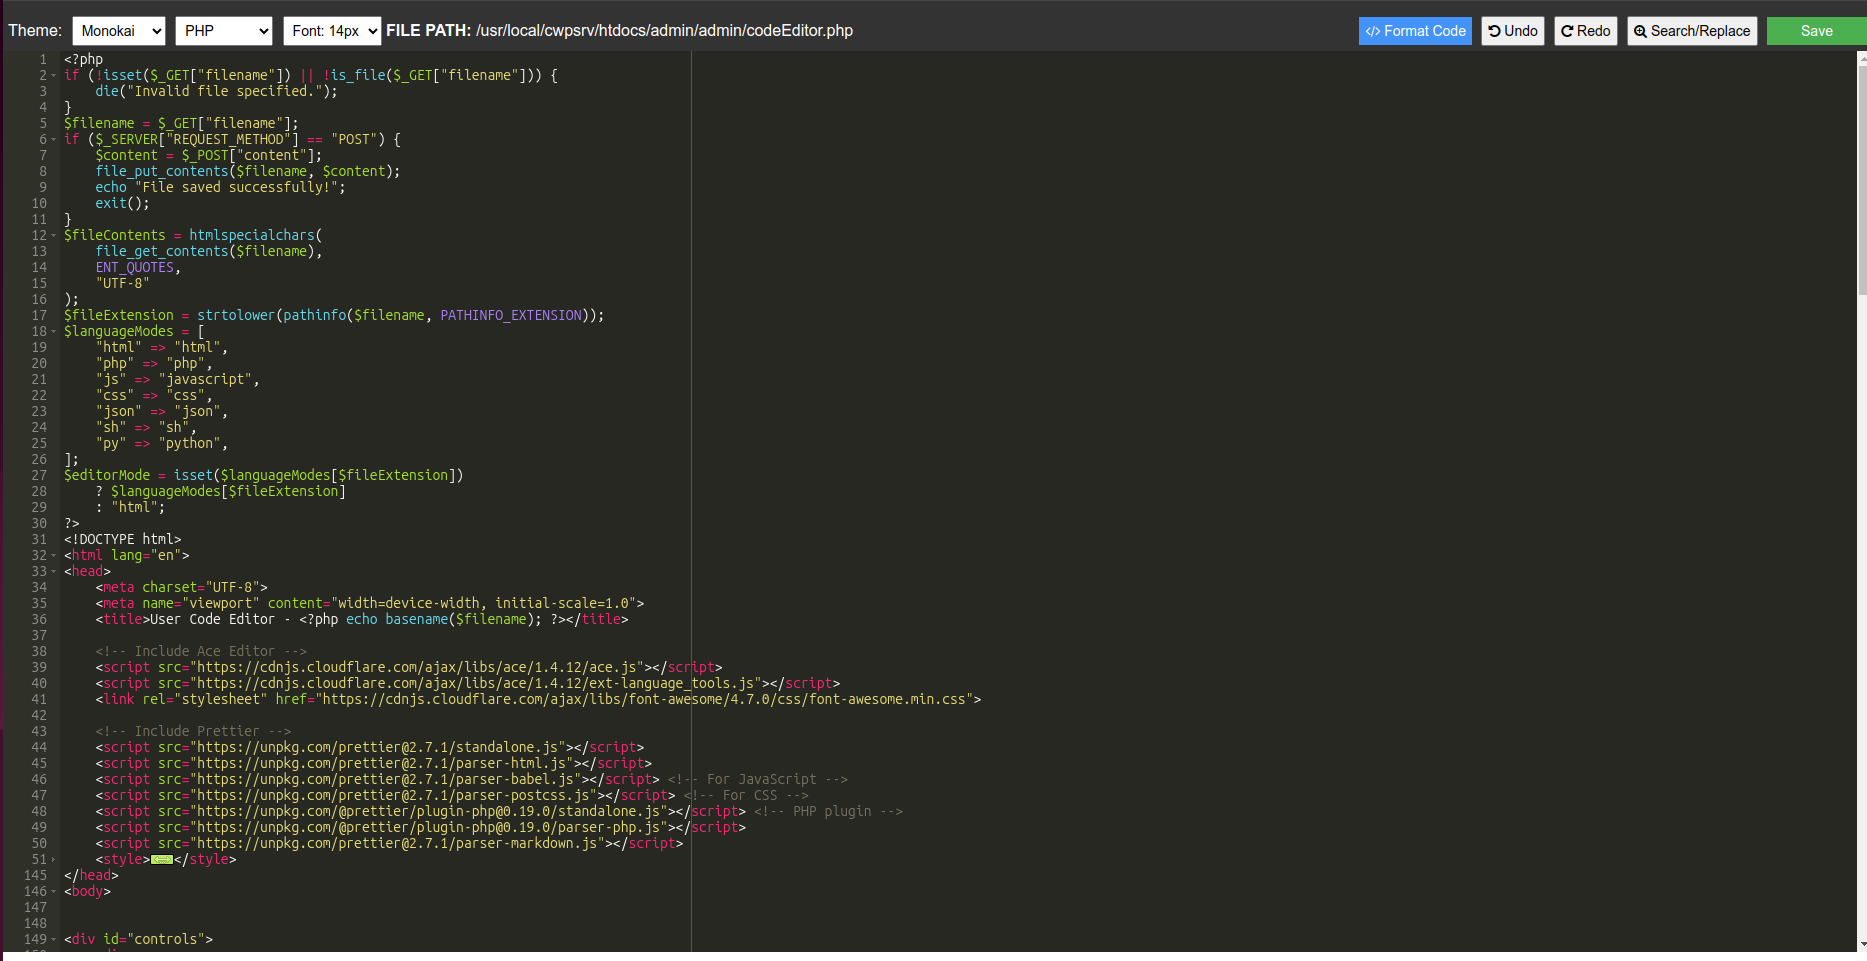 Theme: Monokai PHP Font: 14px FILE PATH: /usr/local/cwpsrv/htdocs/admin/admin/codeEditor.php </> Format Code Undo Redo Search/Replace Save
1 <?php
2 if (!isset($_GET["filename"]) || !is_file($_GET["filename"])) {
3     die("Invalid file specified.");
4 }
5 $filename = $_GET["filename"];
6 if ($_SERVER["REQUEST_METHOD"] == "POST") {
7     $content = $_POST["content"];
8     file_put_contents($filename, $content);
9     echo "File saved successfully!";
10     exit();
11 }
12 $fileContents = htmlspecialchars(
13     file_get_contents($filename),
14     ENT_QUOTES,
15     "UTF-8"
16 );
17 $fileExtension = strtolower(pathinfo($filename, PATHINFO_EXTENSION));
18 $languageModes = [
19     "html" => "html",
20     "php" => "php",
21     "js" => "javascript",
22     "css" => "css",
23     "json" => "json",
24     "sh" => "sh",
25     "py" => "python",
26 ];
27 $editorMode = isset($languageModes[$fileExtension])
28     ? $languageModes[$fileExtension]
29     : "html";
30 ?>
31 <!DOCTYPE html>
32 <html lang="en">
33 <head>
34     <meta charset="UTF-8">
35     <meta name="viewport" content="width=device-width, initial-scale=1.0">
36     <title>User Code Editor - <?php echo basename($filename); ?></title>
37
38     <!-- Include Ace Editor -->
39     <script src="https://cdnjs.cloudflare.com/ajax/libs/ace/1.4.12/ace.js"></script>
40     <script src="https://cdnjs.cloudflare.com/ajax/libs/ace/1.4.12/ext-language_tools.js"></script>
41     <link rel="stylesheet" href="https://cdnjs.cloudflare.com/ajax/libs/font-awesome/4.7.0/css/font-awesome.min.css">
42
43     <!-- Include Prettier -->
44     <script src="https://unpkg.com/prettier@2.7.1/standalone.js"></script>
45     <script src="https://unpkg.com/prettier@2.7.1/parser-html.js"></script>
46     <script src="https://unpkg.com/prettier@2.7.1/parser-babel.js"></script> <!-- For JavaScript -->
47     <script src="https://unpkg.com/prettier@2.7.1/parser-postcss.js"></script> <!-- For CSS -->
48     <script src="https://unpkg.com/@prettier/plugin-php@0.19.0/standalone.js"></script> <!-- PHP plugin -->
49     <script src="https://unpkg.com/@prettier/plugin-php@0.19.0/parser-php.js"></script>
50     <script src="https://unpkg.com/prettier@2.7.1/parser-markdown.js"></script>
51     <style></style>
145 </head>
146 <body>
147
148
149 <div id="controls">